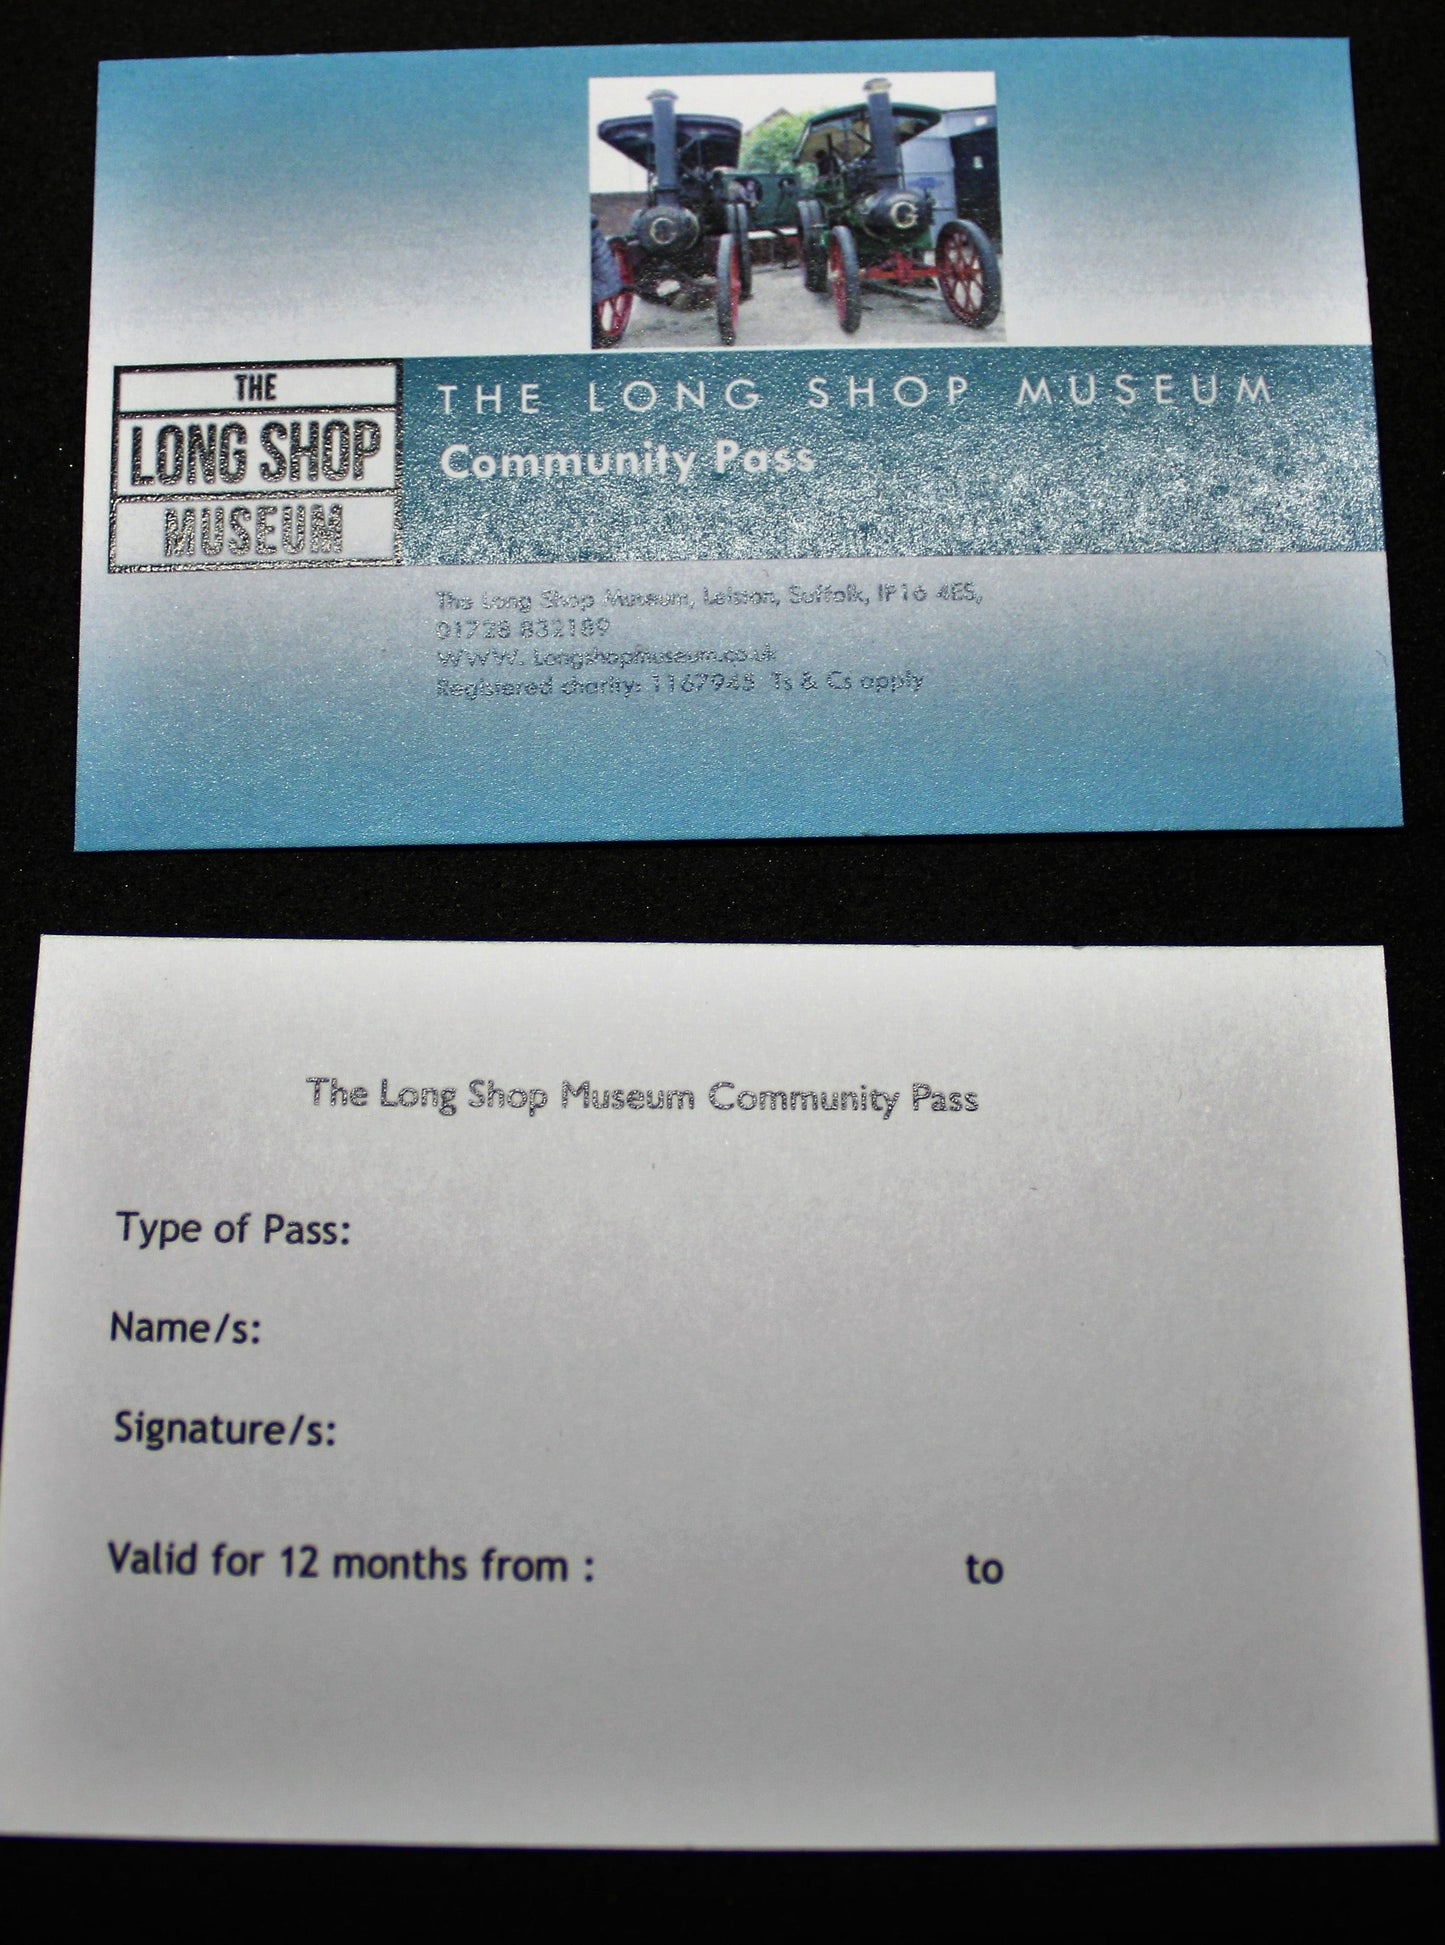 THE
LONG SHOP
MUSEUM
THE LONG SHOP MUSEUM
Community Pass
The Long Shop Museum, Leiston, Suffolk, IP16 4ES,
01728 832189
WWW. Longshopmuseum.co.uk
Registered charity: 1167945 Ts & Cs apply
G
G
The Long Shop Museum Community Pass
Type of Pass:
Name/s:
Signature/s:
Valid for 12 months from : to